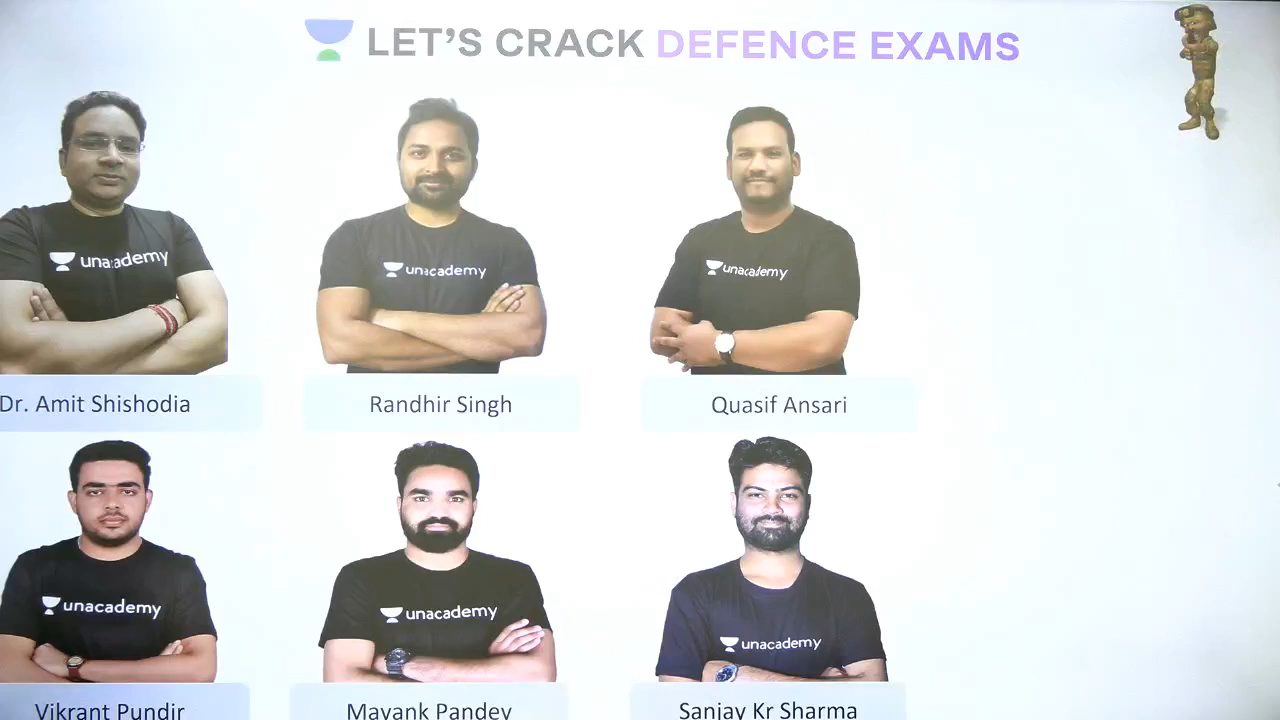 LET'S CRACK DEFENCE EXAMS
unacademy
unacademy
unacademy
Dr. Amit Shishodia
Randhir Singh
Quasif Ansari
unacademy
unacademy
unacademy
Vikrant Pundir
Mayank Pandey
Sanjay Kr Sharma